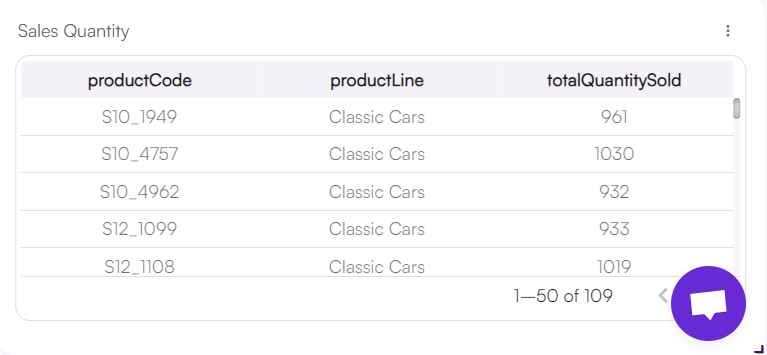 Sales Quantity
productCode productLine totalQuantitySold
S10_1949 Classic Cars 961
S10_4757 Classic Cars 1030
S10_4962 Classic Cars 932
S12_1099 Classic Cars 933
S12_1108 Classic Cars 1019
1–50 of 109